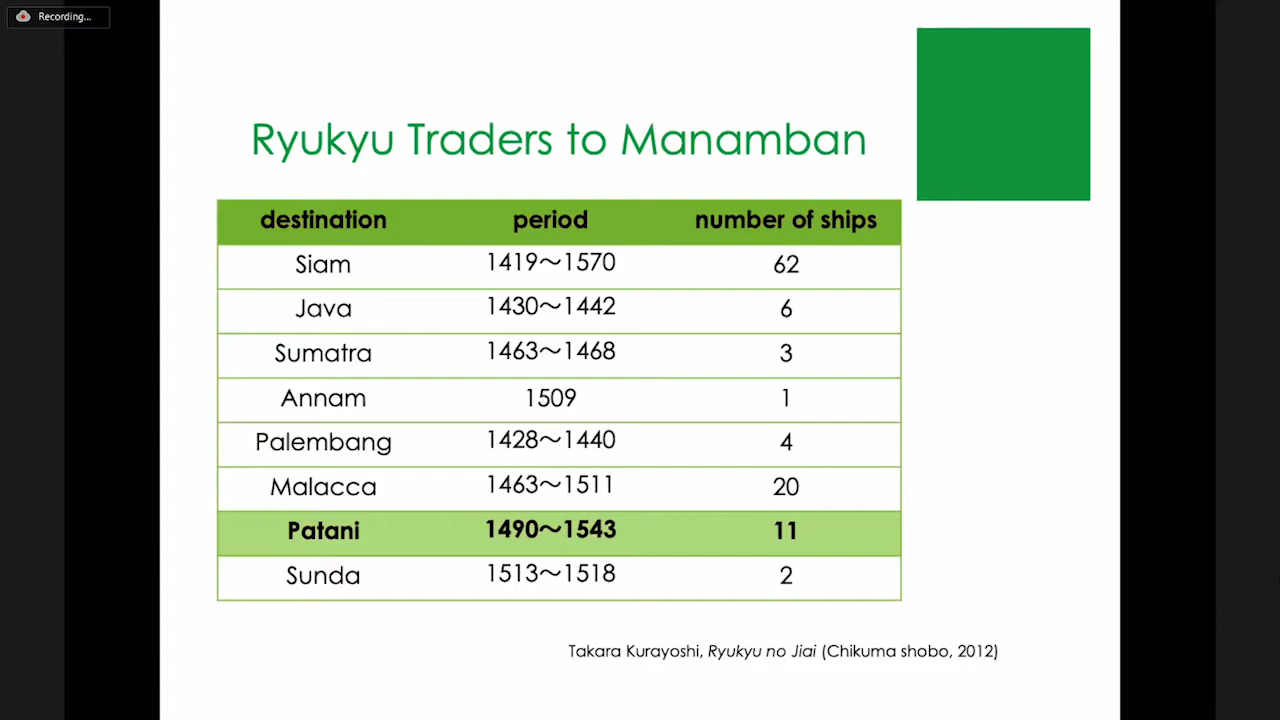 Recording...
Ryukyu Traders to Manamban
destination period number of ships
Siam 1419～1570 62
Java 1430～1442 6
Sumatra 1463～1468 3
Annam 1509 1
Palembang 1428～1440 4
Malacca 1463～1511 20
Patani 1490～1543 11
Sunda 1513～1518 2
Takara Kurayoshi, Ryukyu no Jiai (Chikuma shobo, 2012)